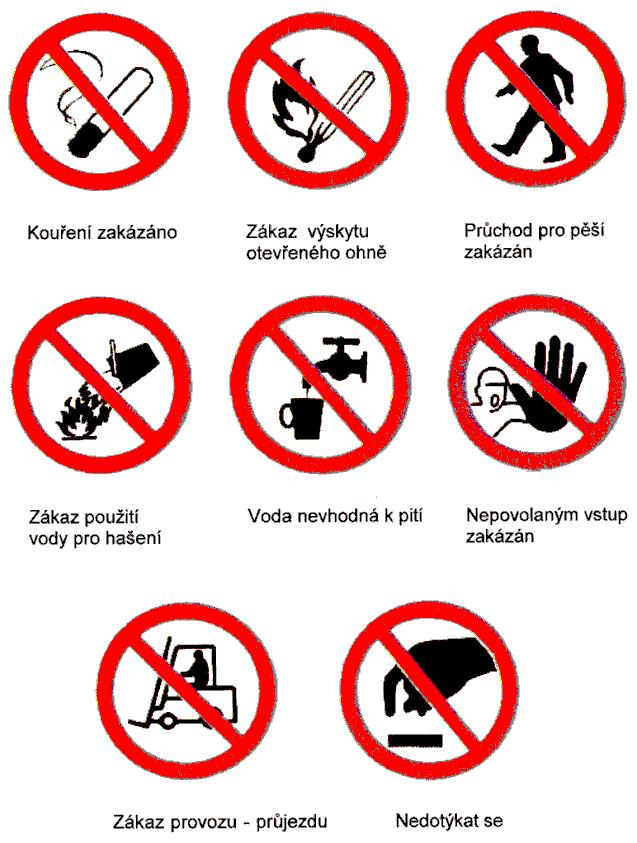 Kouření zakázáno
Zákaz výskytu
otevřeného ohně
Průchod pro pěší
zakázán
Zákaz použití
vody pro hašení
Voda nevhodná k pití
Nepovolaným vstup
zakázán
Zákaz provozu - průjezdu
Nedotýkat se